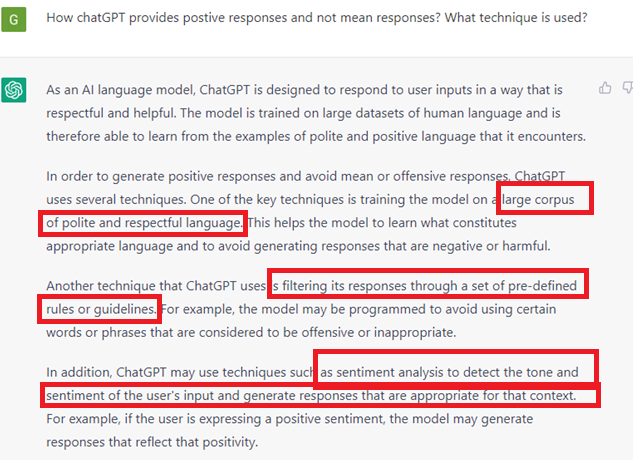 G
How chatGPT provides postive responses and not mean responses? What technique is used?
As an AI language model, ChatGPT is designed to respond to user inputs in a way that is
respectful and helpful. The model is trained on large datasets of human language and is
therefore able to learn from the examples of polite and positive language that it encounters.
In order to generate positive responses and avoid mean or offensive responses, ChatGPT
uses several techniques. One of the key techniques is training the model on a large corpus
of polite and respectful language. This helps the model to learn what constitutes
appropriate language and to avoid generating responses that are negative or harmful.
Another technique that ChatGPT uses is filtering its responses through a set of pre-defined
rules or guidelines. For example, the model may be programmed to avoid using certain
words or phrases that are considered to be offensive or inappropriate.
In addition, ChatGPT may use techniques such as sentiment analysis to detect the tone and
sentiment of the user's input and generate responses that are appropriate for that context.
For example, if the user is expressing a positive sentiment, the model may generate
responses that reflect that positivity.